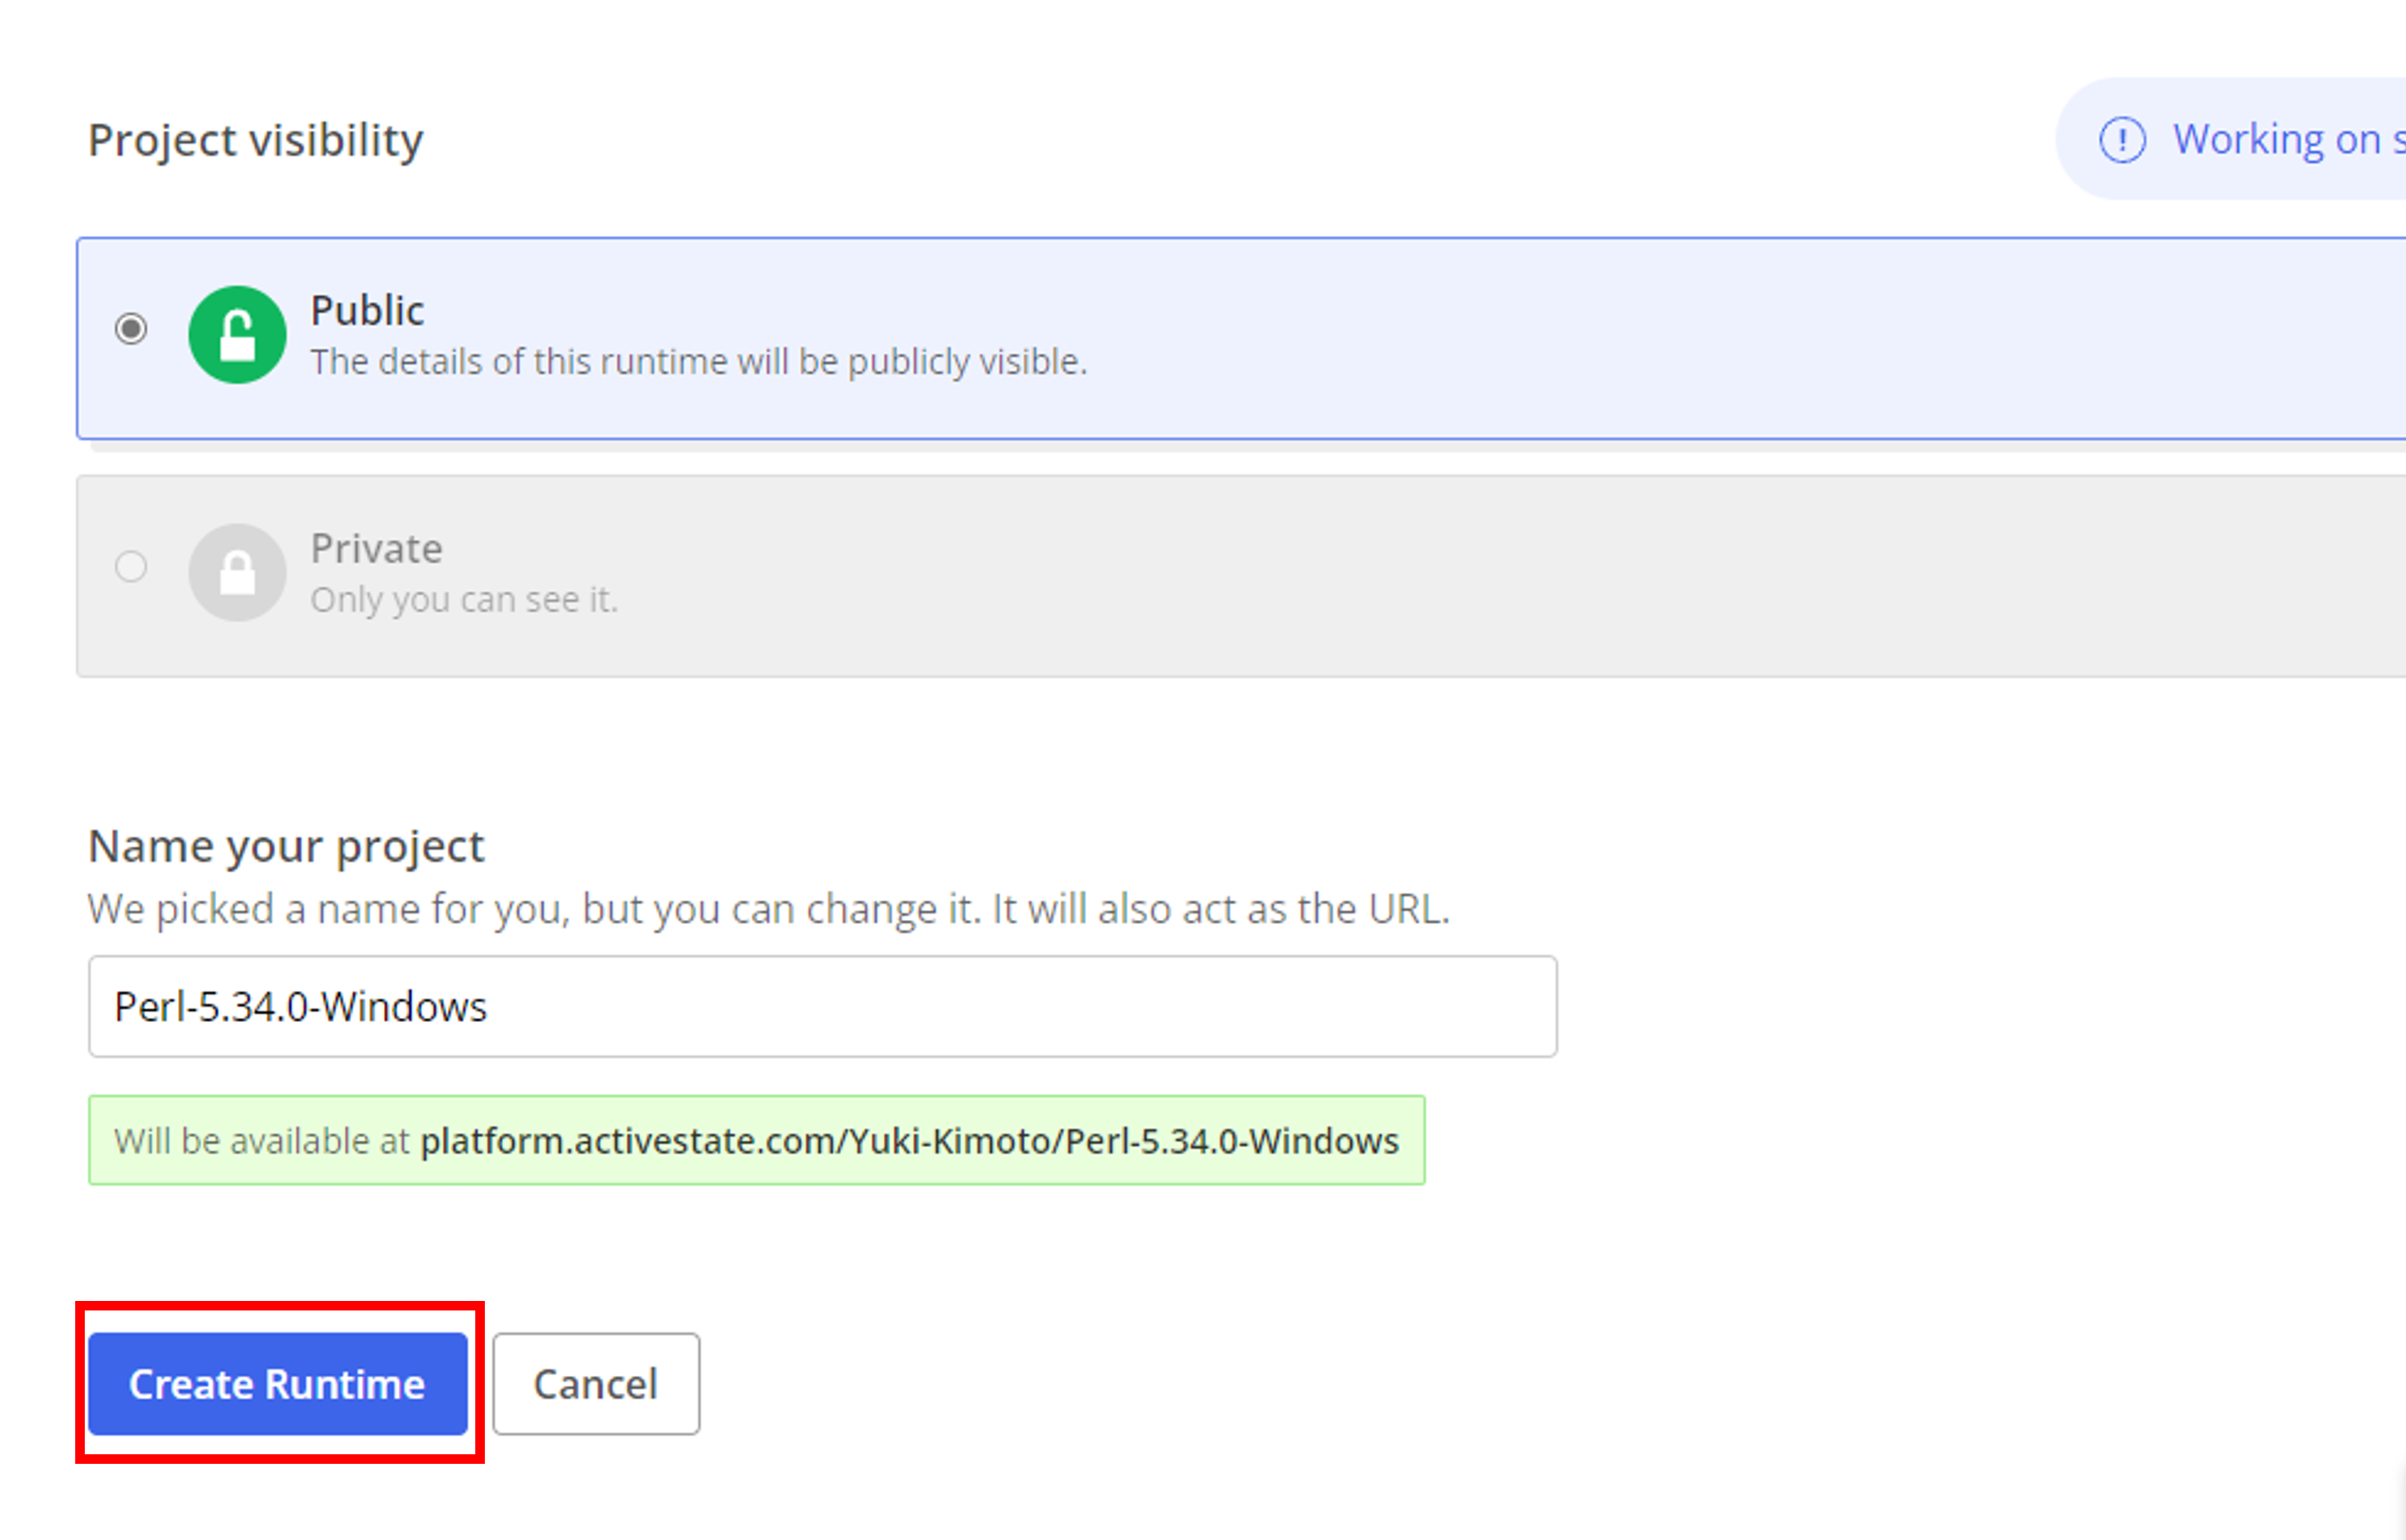 Project visibility
! Working on
Public
The details of this runtime will be publicly visible.
Private
Only you can see it.
Name your project
We picked a name for you, but you can change it. It will also act as the URL.
Perl-5.34.0-Windows
Will be available at platform.activestate.com/Yuki-Kimoto/Perl-5.34.0-Windows
Create Runtime Cancel